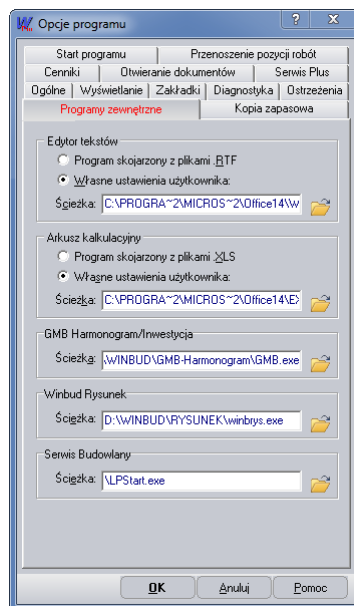 Opcje programu
Start programu Przenoszenie pozycji robót
Cenniki Otwieranie dokumentów Serwis Plus
Ogólne Wyświetlanie Zakładki Diagnostyka Ostrzeżenia
Programy zewnętrzne Kopia zapasowa
Edytor tekstów
Program skojarzony z plikami .RTF
Własne ustawienia użytkownika:
Ścieżka: C:\PROGRA~2\MICROS~2\Office14\W
Arkusz kalkulacyjny
Program skojarzony z plikami .XLS
Własne ustawienia użytkownika:
Ścieżka: C:\PROGRA~2\MICROS~2\Office14\EX
GMB Harmonogram/Inwestycja
Ścieżka: \WINBUD\GMB-Harmonogram\GMB.exe
Winbud Rysunek
Ścieżka: D:\WINBUD\RYSUNEK\winbrys.exe
Serwis Budowlany
Ścieżka: \LPStart.exe
OK Anuluj Pomoc